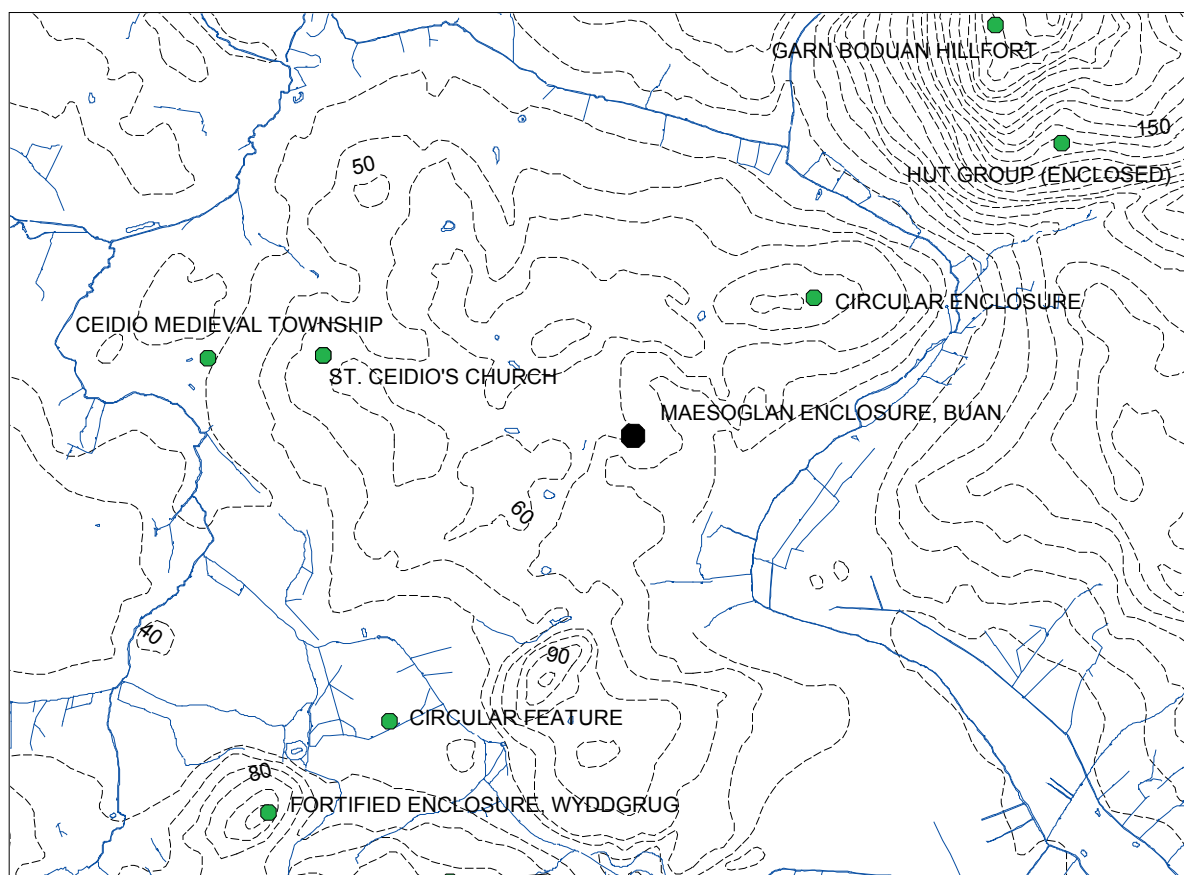 GARN BODUAN HILLFORT
150
50
HUT GROUP (ENCLOSED)
CIRCULAR ENCLOSURE
CEIDIO MEDIEVAL TOWNSHIP
ST. CEIDIO'S CHURCH
MAESOGLAN ENCLOSURE, BUAN
60
40
90
CIRCULAR FEATURE
80
FORTIFIED ENCLOSURE, WYDDGRUG